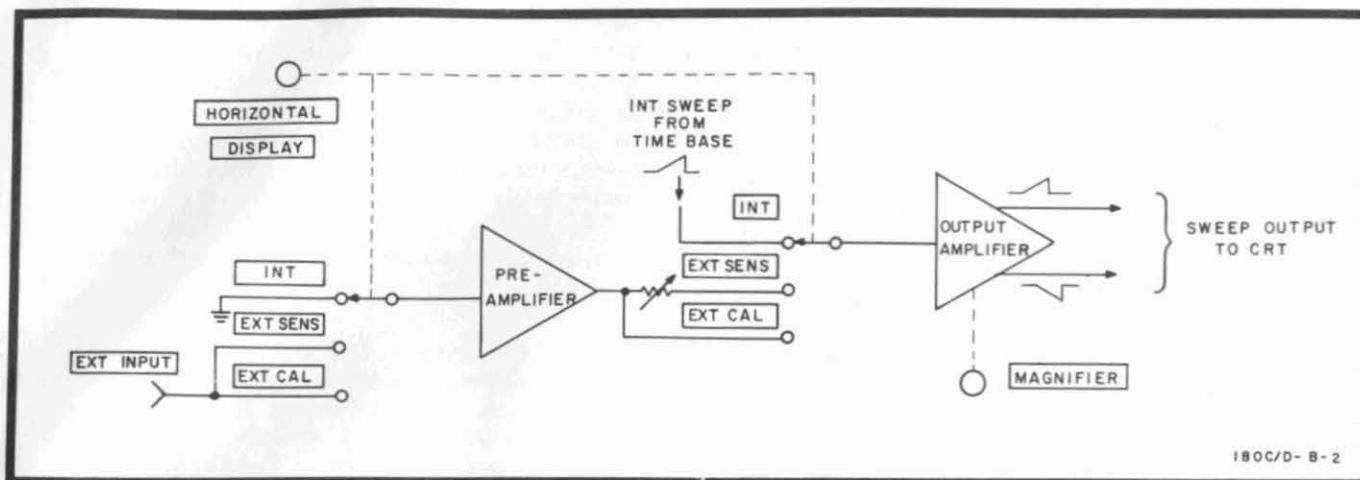 HORIZONTAL
DISPLAY
INT SWEEP
FROM
TIME BASE
INT
EXT SENS
EXT CAL
EXT INPUT
PRE-
AMPLIFIER
INT
EXT SENS
EXT CAL
OUTPUT
AMPLIFIER
MAGNIFIER
SWEEP OUTPUT
TO CRT
180C/D-B-2